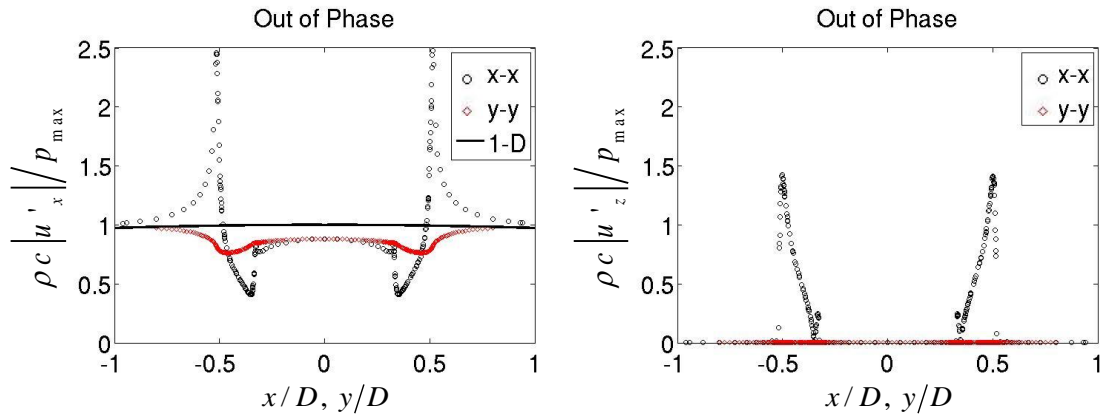 Out of Phase
2.5
2
1.5
1
0.5
0
-1
-0.5
0
0.5
1
x-x
y-y
1-D
ρ c |u'x|/ p max
x/D, y/D
Out of Phase
2.5
2
1.5
1
0.5
0
-1
-0.5
0
0.5
1
x-x
y-y
ρ c |u'z|/ p max
x/D, y/D